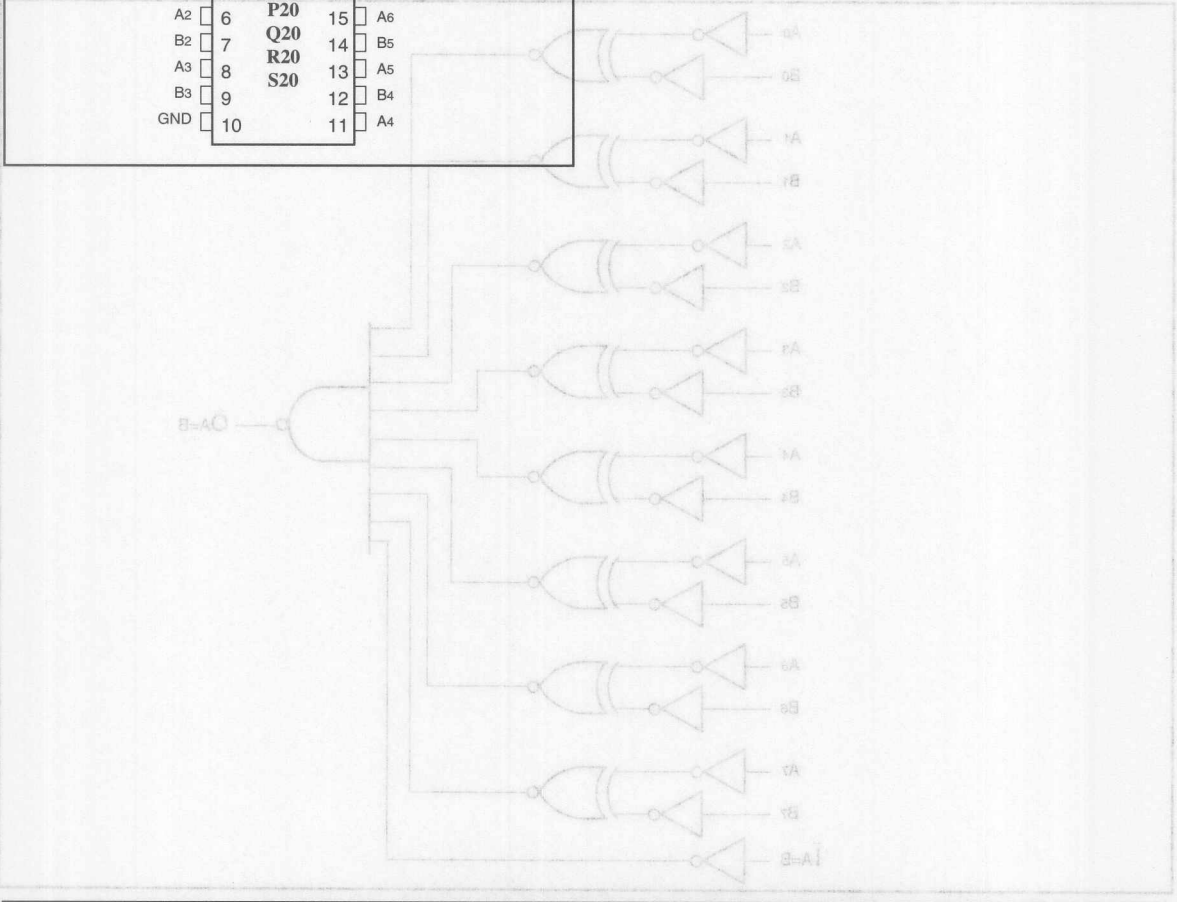 A2 6 P20 15 A6
B2 7 Q20 14 B5
A3 8 R20 13 A5
B3 9 S20 12 B4
GND 10 11 A4
A0
B0
A1
B1
A2
B2
A3
B3
A4
B4
A5
B5
A6
B6
A7
B7
OA=B
IA=B